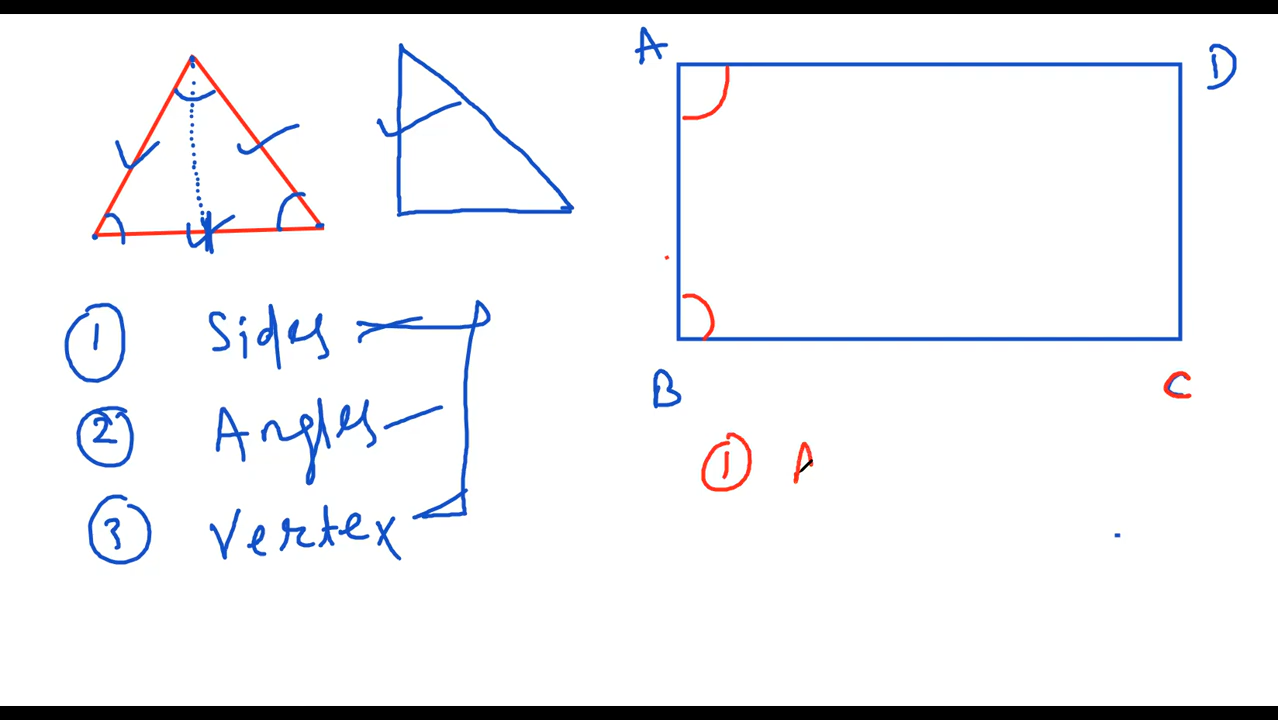 A
D
① Sides
② Angles
③ Vertex
B
C
① A